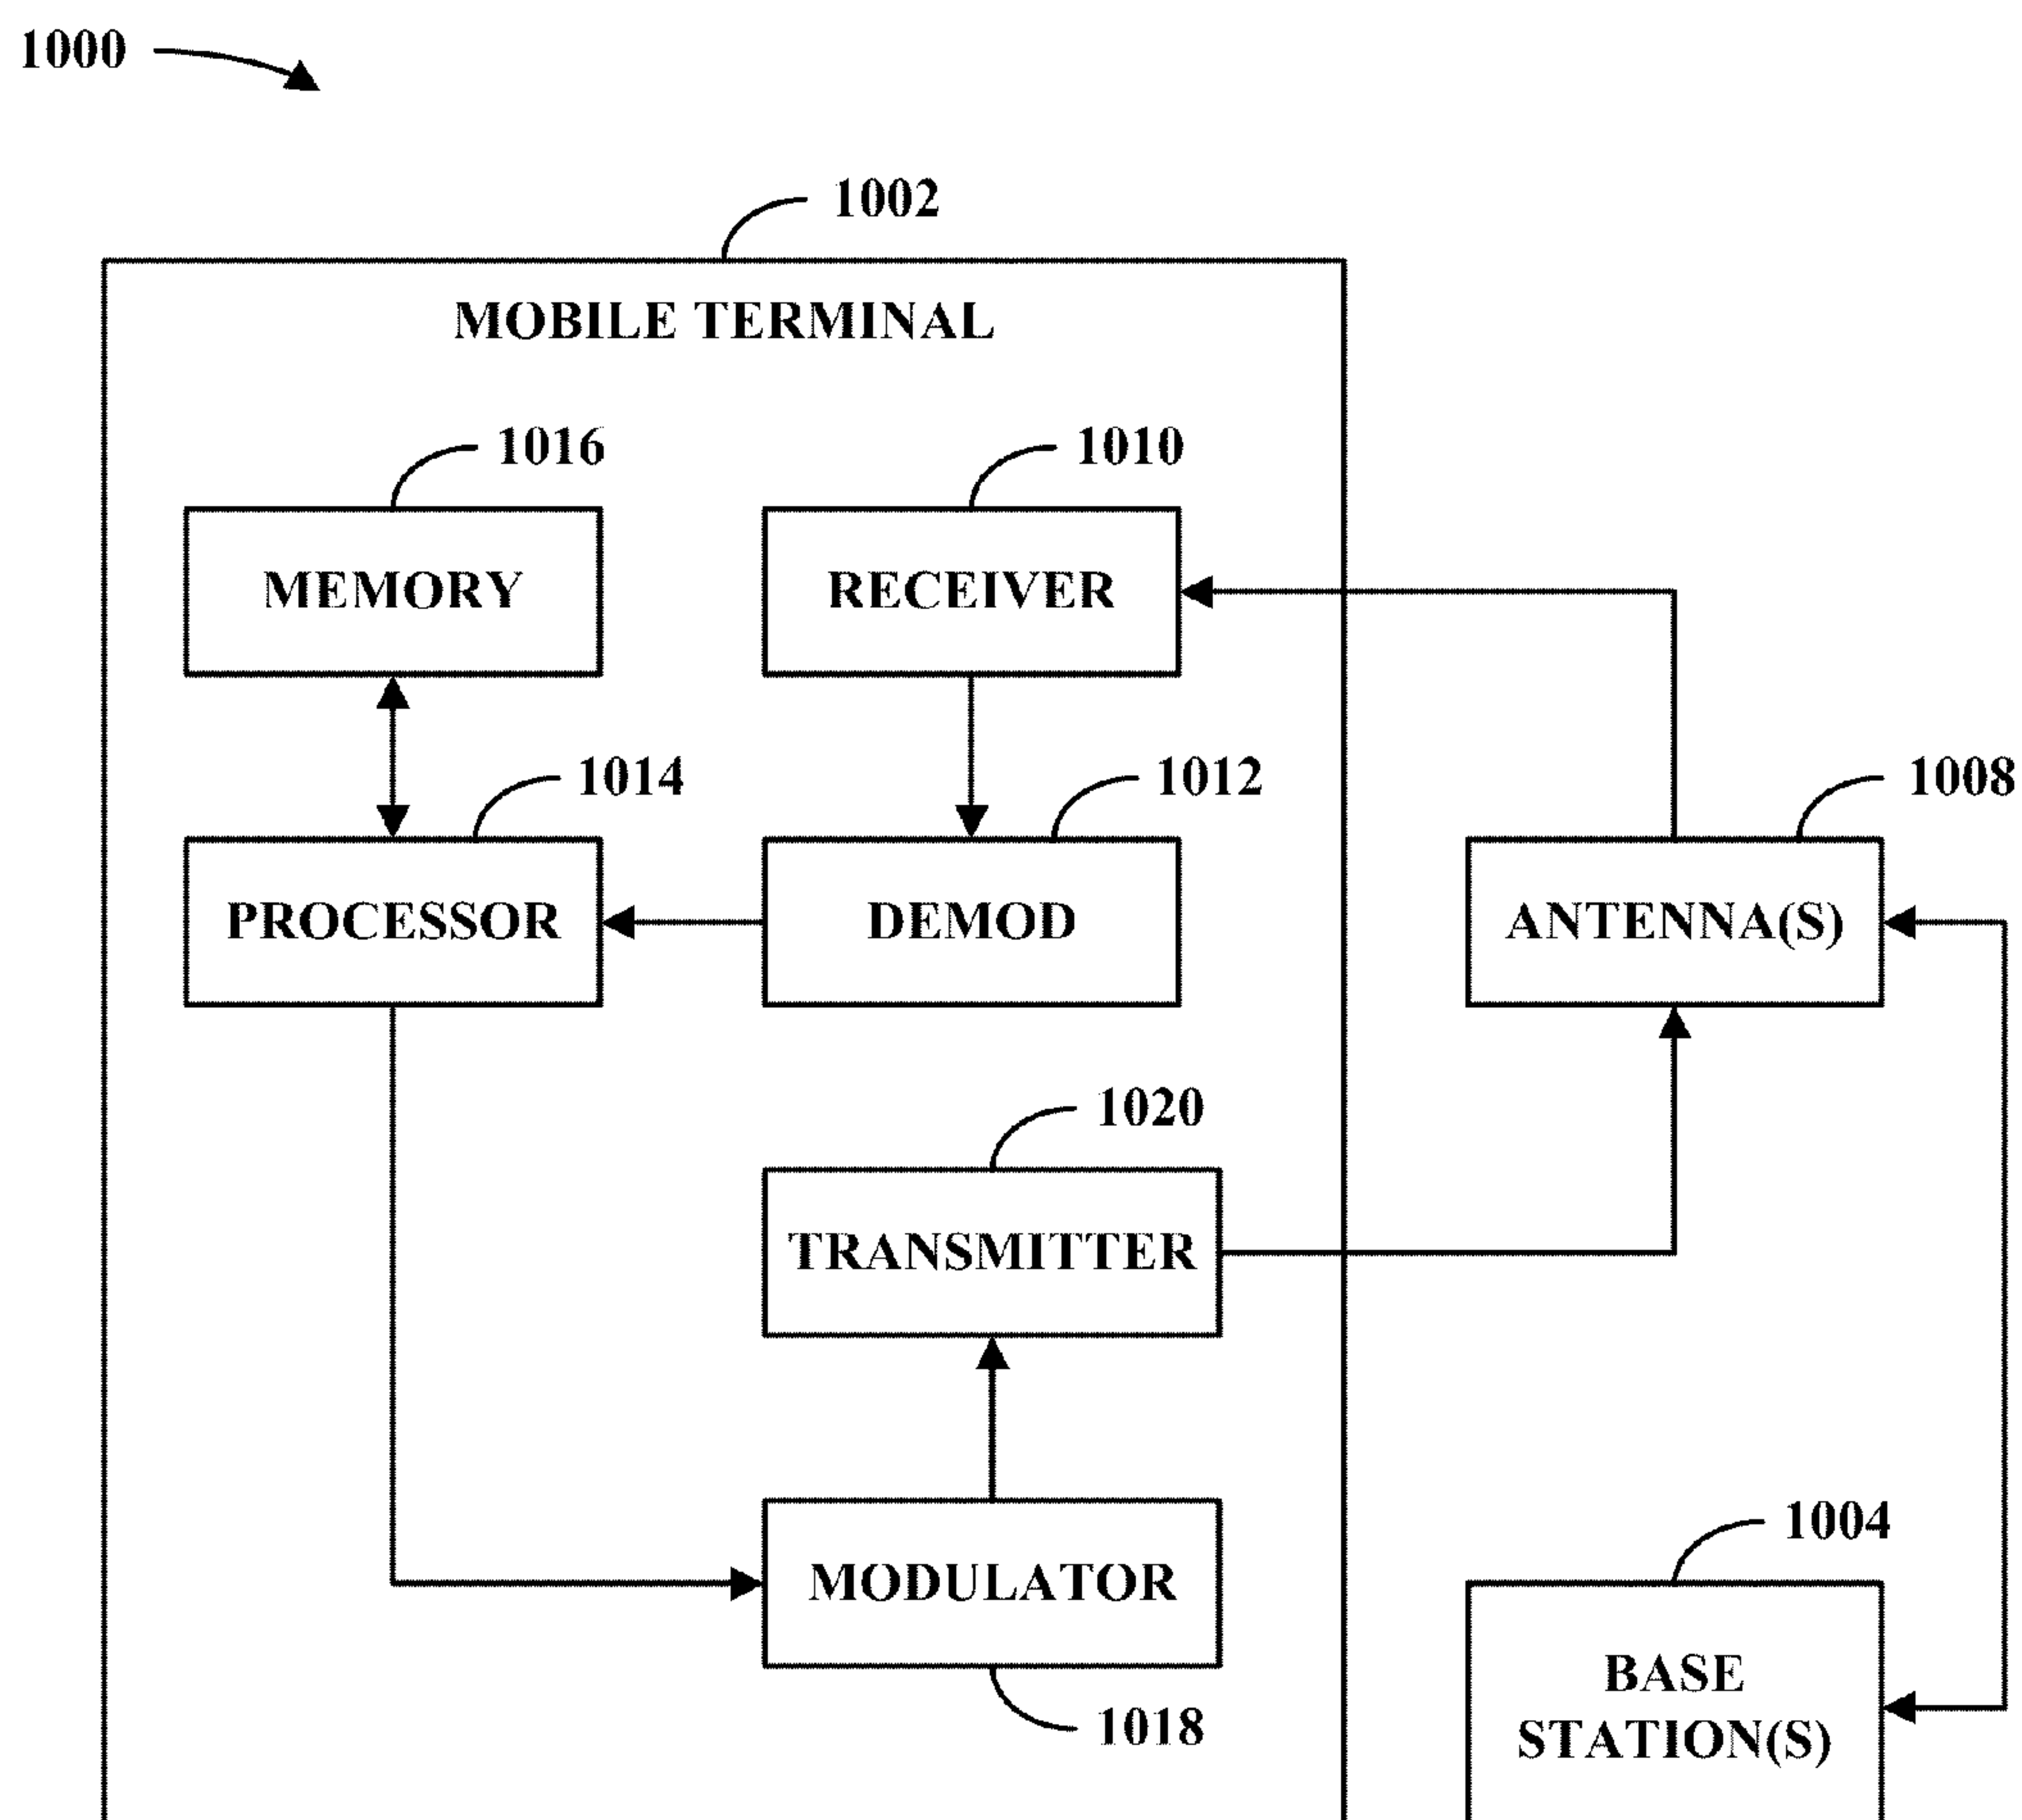 1000
1002
MOBILE TERMINAL
1016
1010
MEMORY
RECEIVER
1014
1012
1008
PROCESSOR
DEMOD
ANTENNA(S)
1020
TRANSMITTER
1004
MODULATOR
BASE
STATION(S)
1018